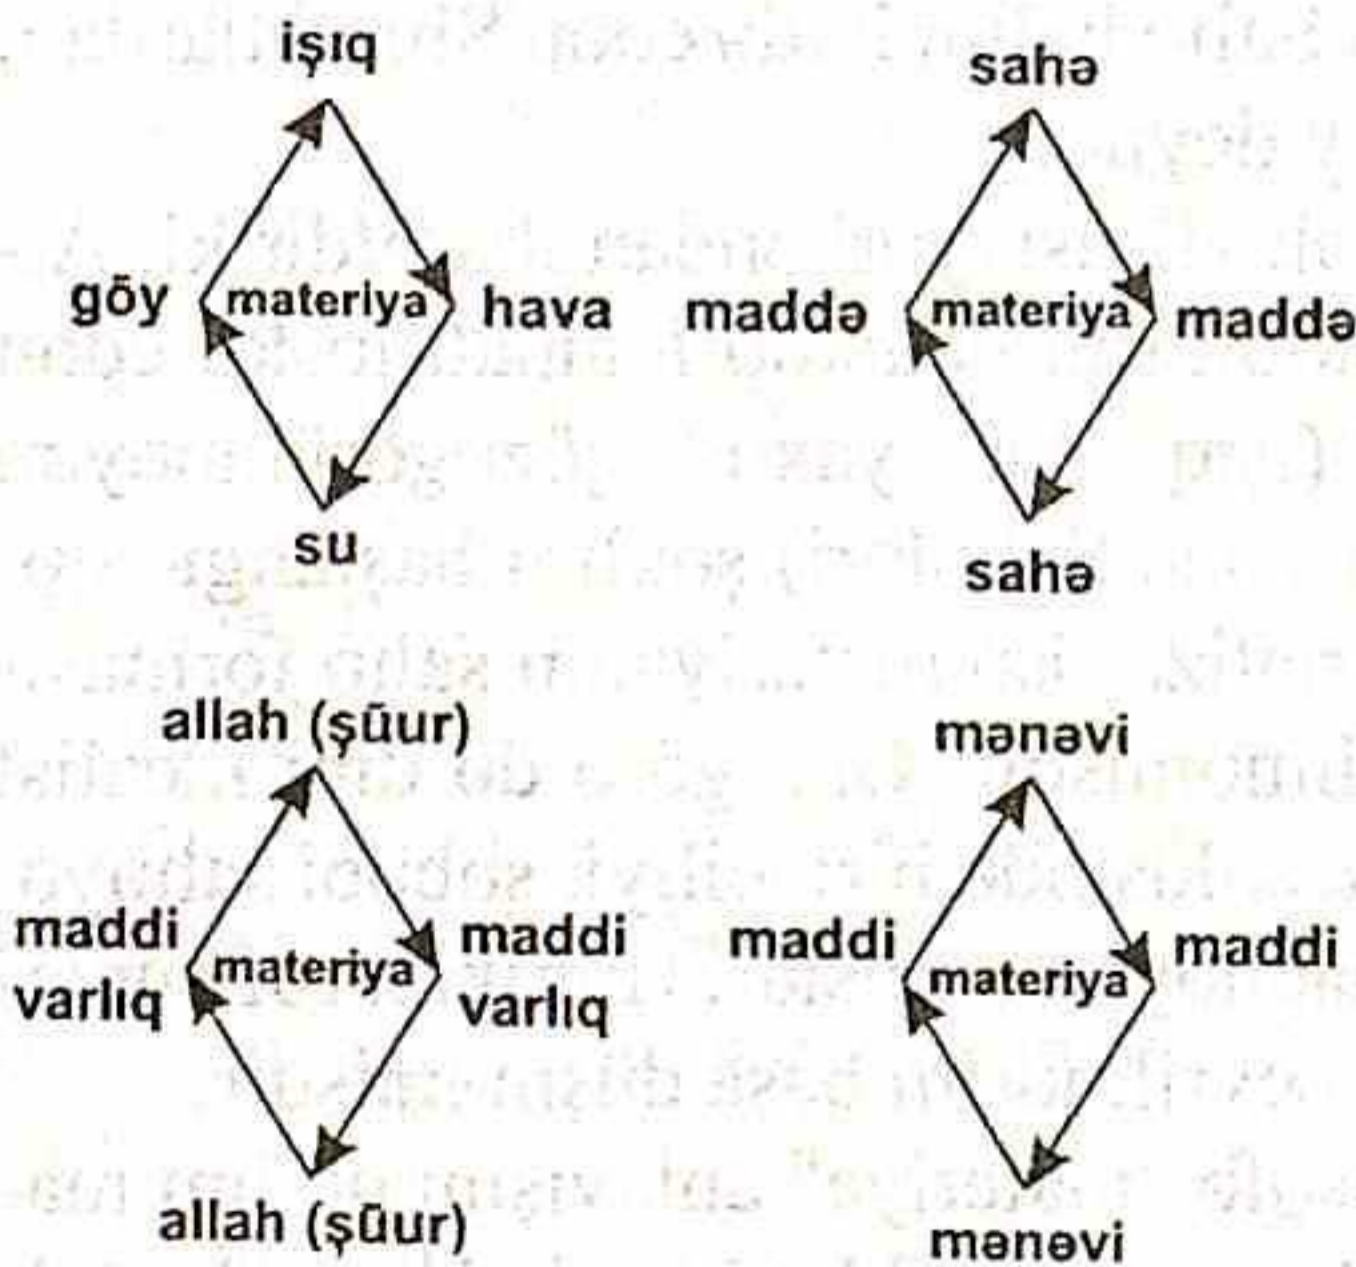 işıq
göy
materiya
hava
su
sahə
maddə
materiya
maddə
sahə
allah (şüur)
maddi
varlıq
materiya
maddi
varlıq
allah (şüur)
mənəvi
maddi
materiya
maddi
mənəvi